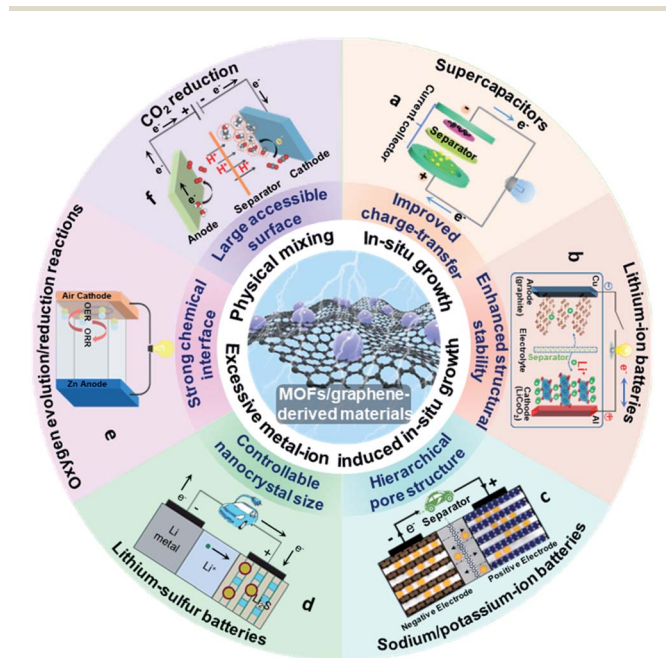 Supercapacitors
a
Current collector
Separator
-
+
e-
e-
Improved
charge-transfer
Lithium-ion batteries
b
Cu
Anode
(graphite)
Electrolyte
Separator
Li+
e-
Cathode
(LiCoO2)
Al
Enhanced structural
stability
Sodium/potassium-ion batteries
c
Separator
e-
-
+
Negative Electrode
Positive Electrode
Hierarchical
pore structure
Lithium-sulfur batteries
d
Li
metal
Li+
Li2S
e-
e-
-
+
Controllable
nanocrystal size
Oxygen evolution/reduction reactions
e
Air Cathode
OER
ORR
Zn Anode
Strong chemical
interface
CO2 reduction
f
e-
e-
+
-
e-
e-
e-
e-
H+
H+
H+
Anode
Separator
Cathode
Large accessible
surface
Physical mixing
In-situ growth
Excessive metal-ion induced in-situ growth
MOFs/graphene-
derived materials